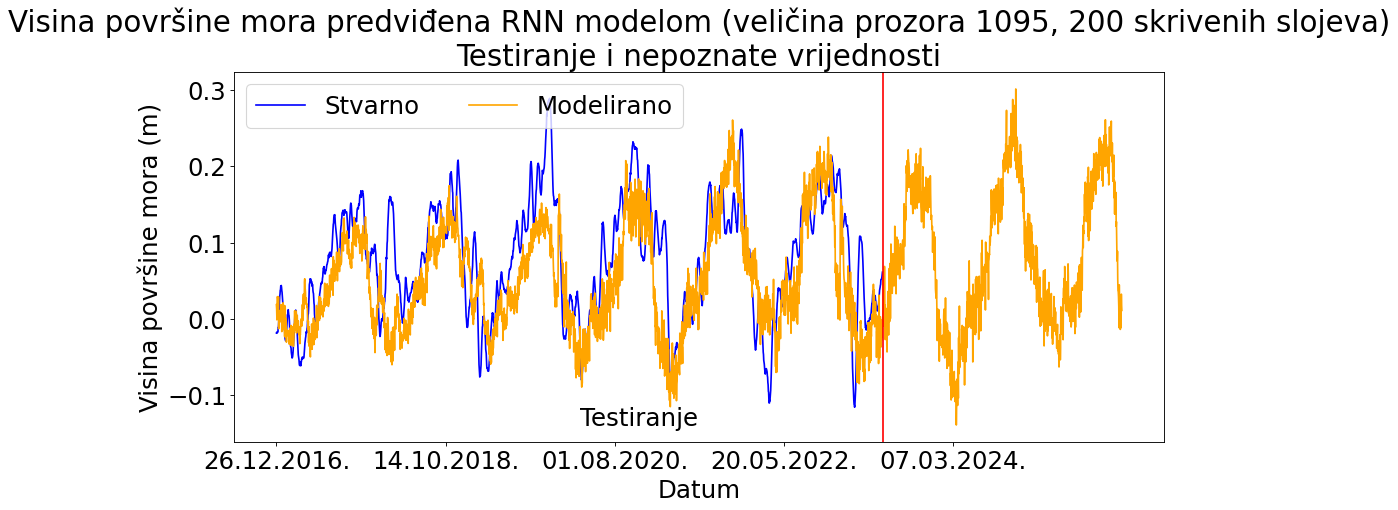 Visina površine mora predviđena RNN modelom (veličina prozora 1095, 200 skrivenih slojeva)
Testiranje i nepoznate vrijednosti
Stvarno
Modelirano
Visina površine mora (m)
0.3
0.2
0.1
0.0
−0.1
Testiranje
26.12.2016.
14.10.2018.
01.08.2020.
20.05.2022.
07.03.2024.
Datum